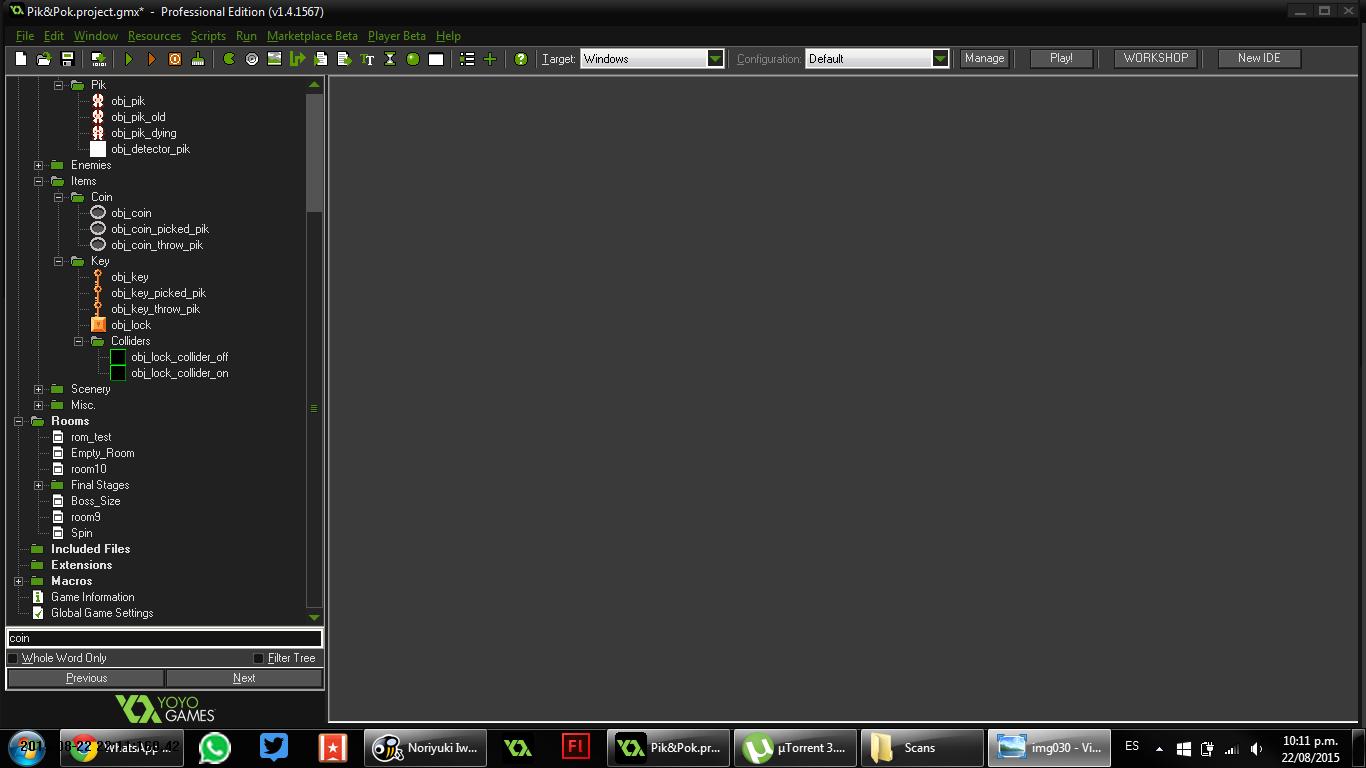 Pik&Pok.project.gmx* - Professional Edition (v1.4.1567)
File Edit Window Resources Scripts Run Marketplace Beta Player Beta Help
Target: Windows Configuration: Default Manage Play! WORKSHOP New IDE
Pik
obj_pik
obj_pik_old
obj_pik_dying
obj_detector_pik
Enemies
Items
Coin
obj_coin
obj_coin_picked_pik
obj_coin_throw_pik
Key
obj_key
obj_key_picked_pik
obj_key_throw_pik
obj_lock
Colliders
obj_lock_collider_off
obj_lock_collider_on
Scenery
Misc.
Rooms
rom_test
Empty_Room
room10
Final Stages
Boss_Size
room9
Spin
Included Files
Extensions
Macros
Game Information
Global Game Settings
coin
Whole Word Only Filter Tree
Previous Next
YOYO
GAMES
WhatsApp ... Noriyuki Iw... Fl Pik&Pok.pr... µTorrent 3.... Scans img030 - Vi... ES
10:11 p.m.
22/08/2015